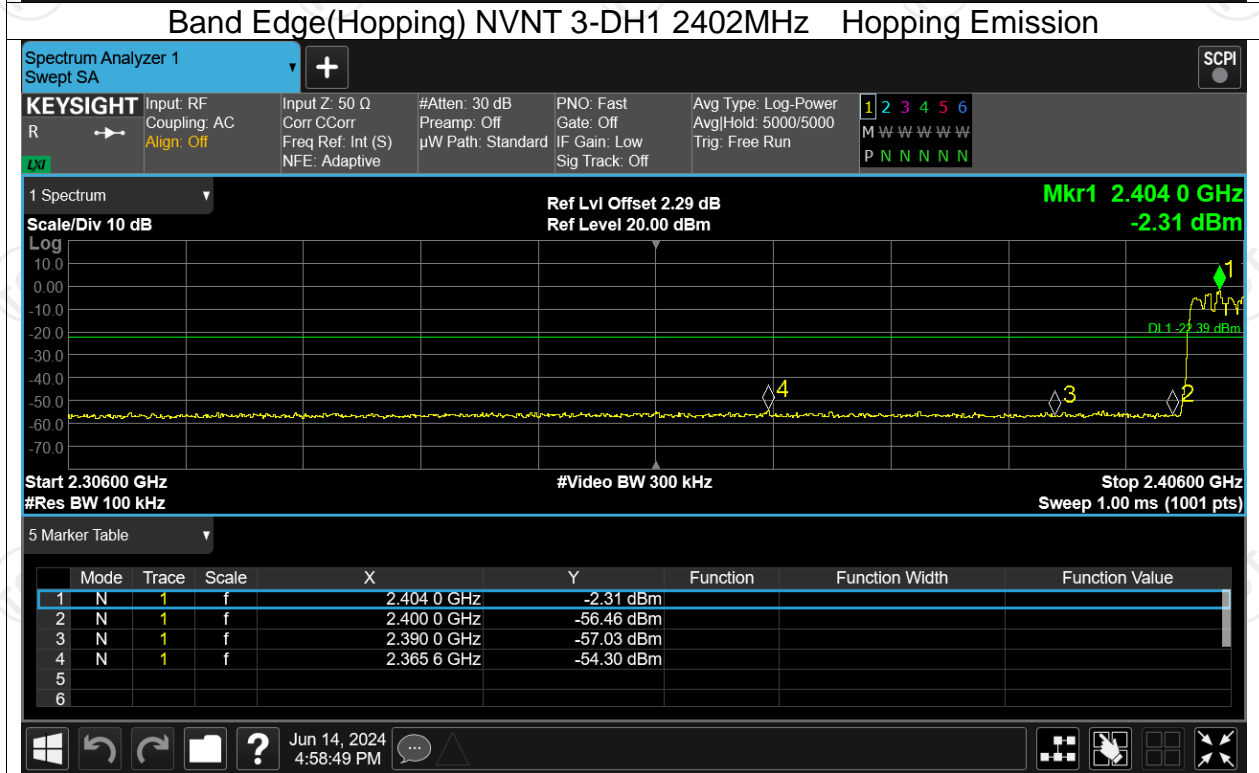 Band Edge(Hopping) NVNT 3-DH1 2402MHz Hopping Emission
Spectrum Analyzer 1
Swept SA
+
SCPI
KEYSIGHT Input: RF Input Z: 50 Ω #Atten: 30 dB PNO: Fast Avg Type: Log-Power 1 2 3 4 5 6
R Coupling: AC Corr CCorr Preamp: Off Gate: Off Avg|Hold: 5000/5000 M W W W W W
Align: Off Freq Ref: Int (S) µW Path: Standard IF Gain: Low Trig: Free Run
LXI NFE: Adaptive Sig Track: Off P N N N N N
1 Spectrum Ref Lvl Offset 2.29 dB Mkr1 2.404 0 GHz
Scale/Div 10 dB Ref Level 20.00 dBm -2.31 dBm
Log
10.0
1
0.00
-10.0
DL1 -22.39 dBm
-20.0
-30.0
-40.0
4 3 2
-50.0
-60.0
-70.0
Start 2.30600 GHz #Video BW 300 kHz Stop 2.40600 GHz
#Res BW 100 kHz Sweep 1.00 ms (1001 pts)
5 Marker Table
Mode Trace Scale X Y Function Function Width Function Value
1 N 1 f 2.404 0 GHz -2.31 dBm
2 N 1 f 2.400 0 GHz -56.46 dBm
3 N 1 f 2.390 0 GHz -57.03 dBm
4 N 1 f 2.365 6 GHz -54.30 dBm
5
6
? Jun 14, 2024
4:58:49 PM